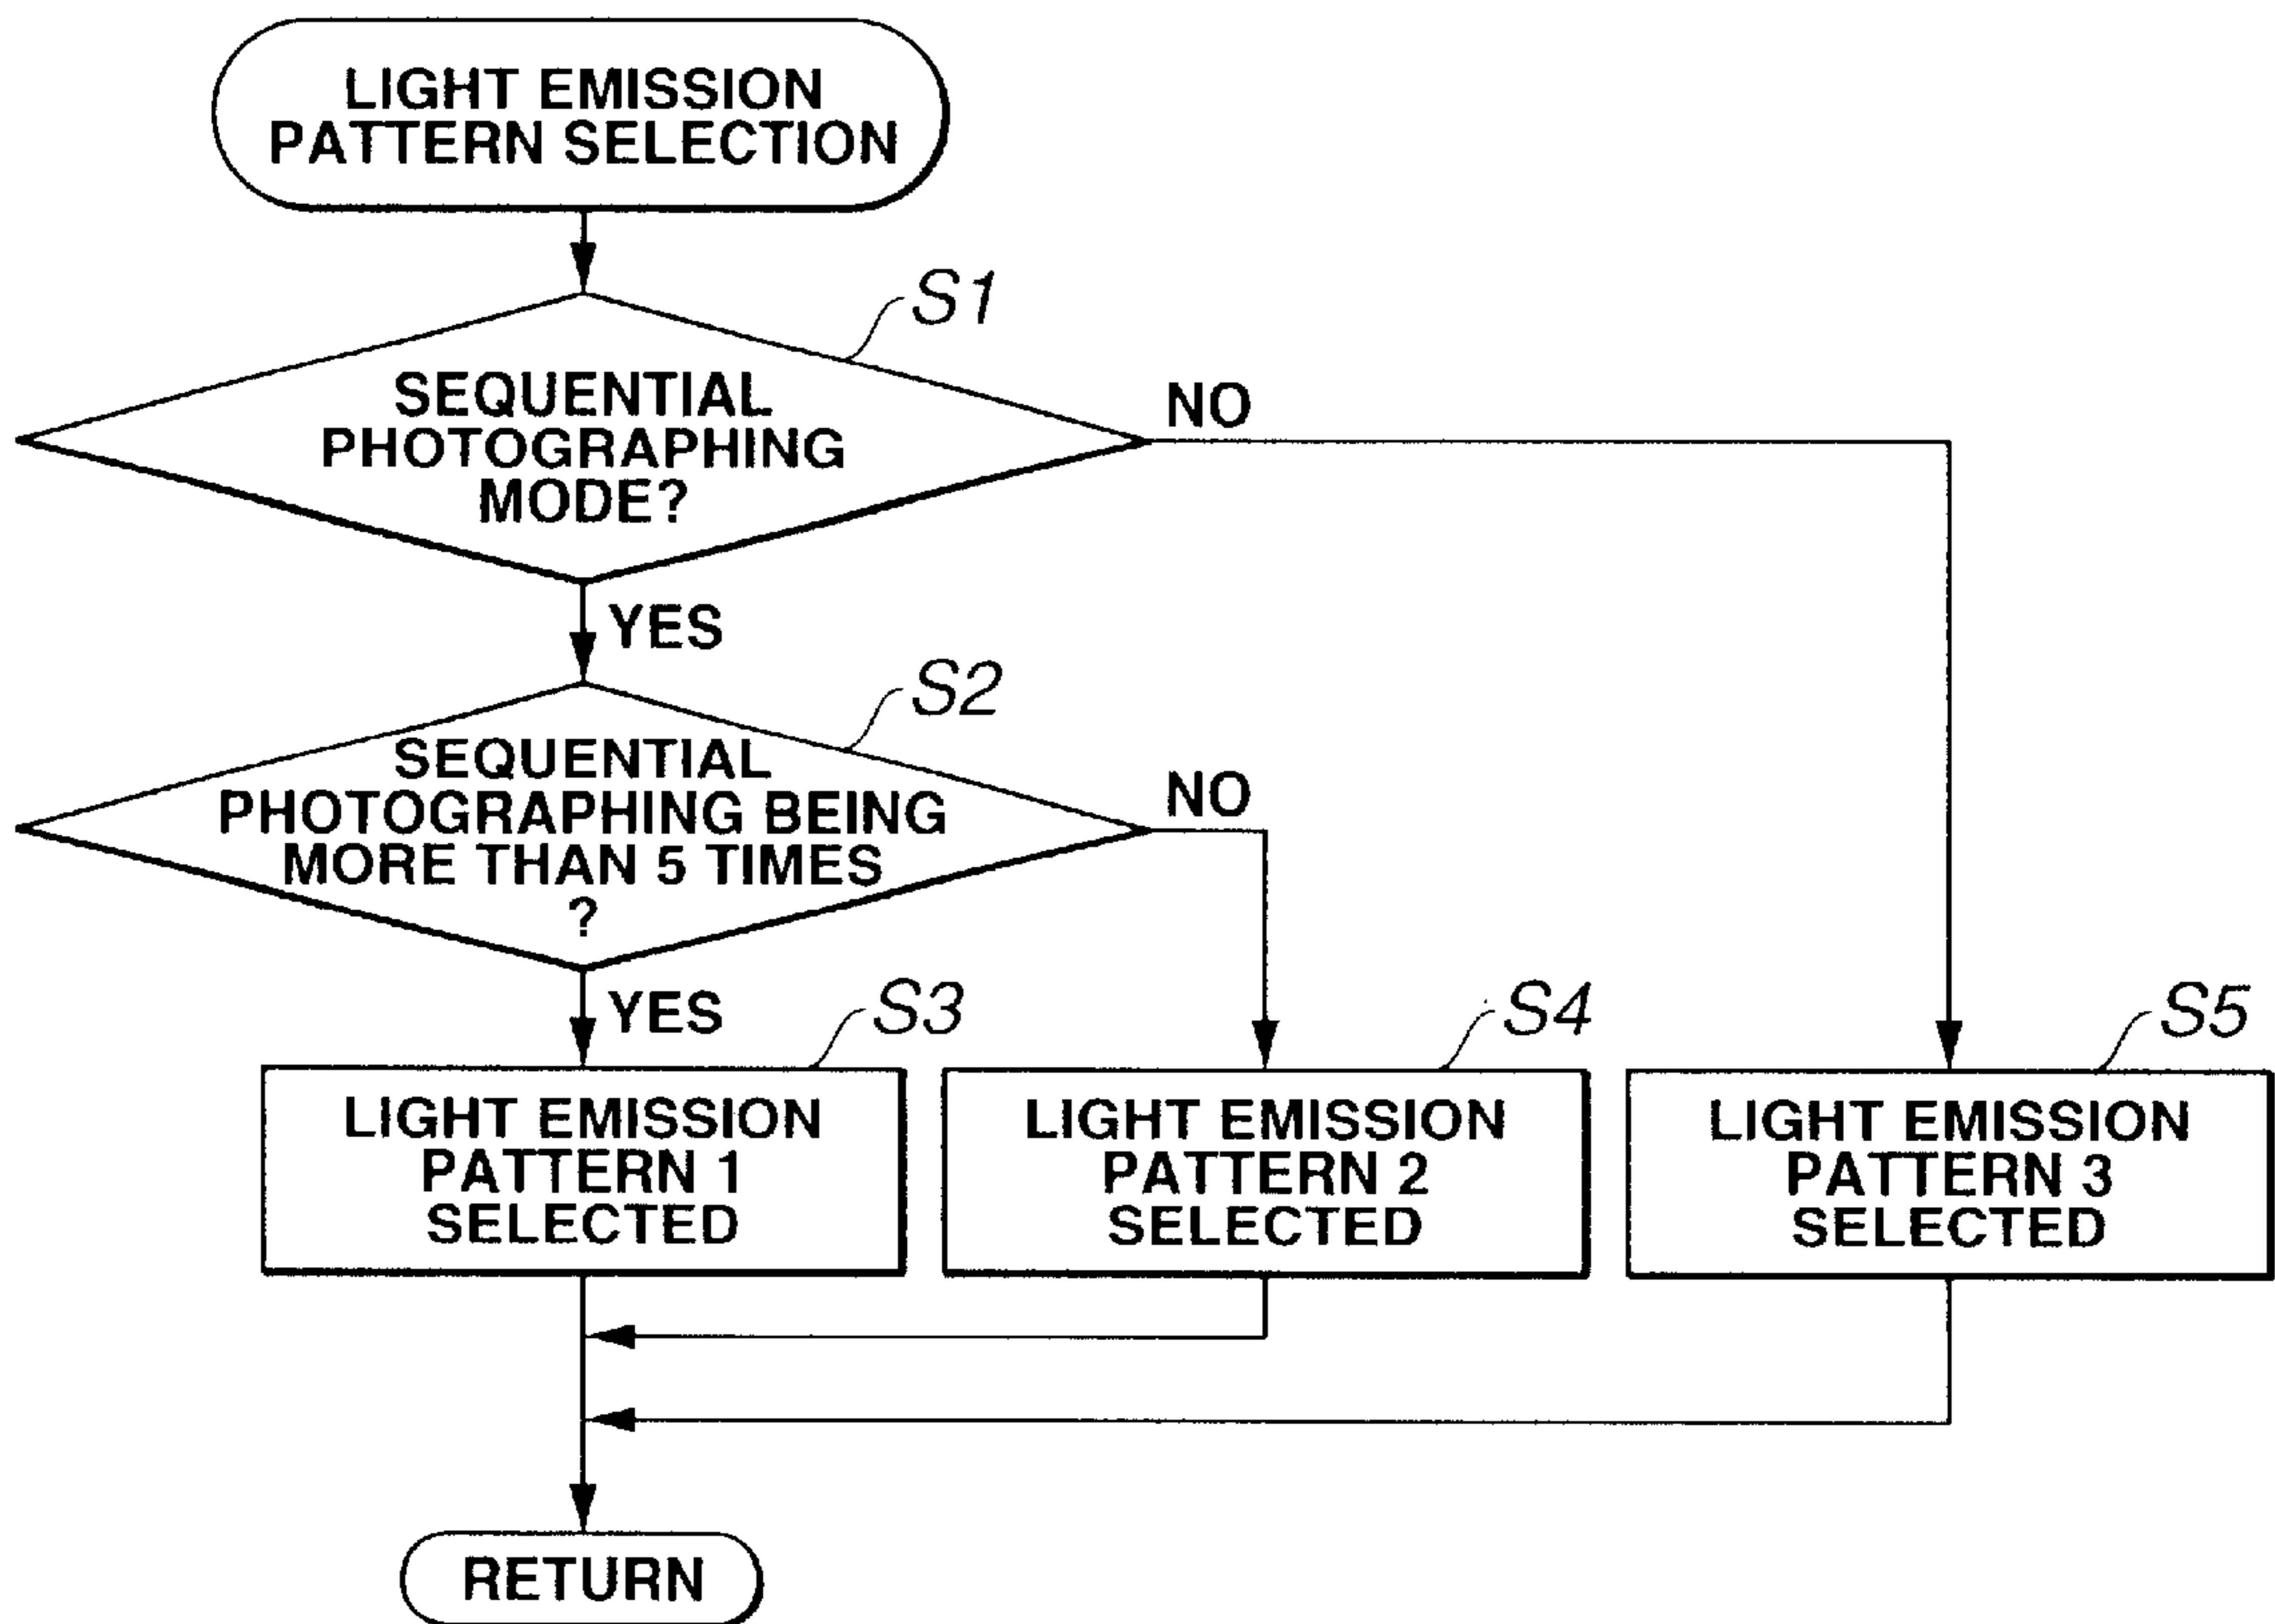 LIGHT EMISSION
PATTERN SELECTION
S1
SEQUENTIAL
PHOTOGRAPHING
MODE?
NO
YES
S2
SEQUENTIAL
PHOTOGRAPHING BEING
MORE THAN 5 TIMES
?
NO
YES
S3
LIGHT EMISSION
PATTERN 1
SELECTED
S4
LIGHT EMISSION
PATTERN 2
SELECTED
S5
LIGHT EMISSION
PATTERN 3
SELECTED
RETURN